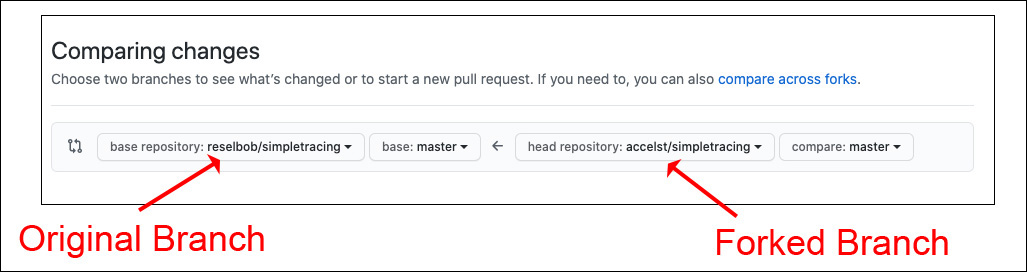 Comparing changes
Choose two branches to see what's changed or to start a new pull request. If you need to, you can also compare across forks.
base repository: reselbob/simpletracing base: master head repository: accelst/simpletracing compare: master
Original Branch Forked Branch